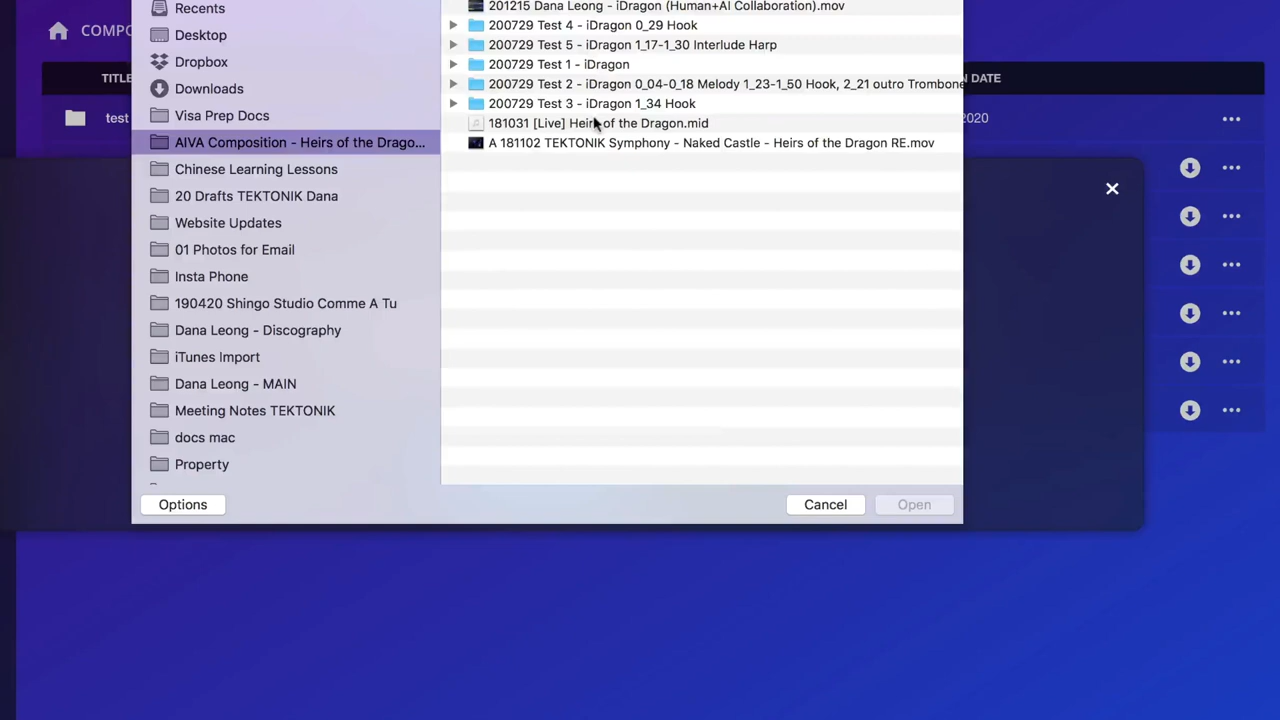 Recents
201215 Dana Leong - iDragon (Human+AI Collaboration).mov
COMPO
Desktop
200729 Test 4 - iDragon 0_29 Hook
200729 Test 5 - iDragon 1_17-1_30 Interlude Harp
Dropbox
200729 Test 1 - iDragon
TITLE
N DATE
Downloads
200729 Test 2 - iDragon 0_04-0_18 Melody 1_23-1_50 Hook, 2_21 outro Trombone
200729 Test 3 - iDragon 1_34 Hook
test
Visa Prep Docs
181031 [Live] Heirs of the Dragon.mid
2020
AIVA Composition - Heirs of the Drago...
A 181102 TEKTONIK Symphony - Naked Castle - Heirs of the Dragon RE.mov
Chinese Learning Lessons
20 Drafts TEKTONIK Dana
Website Updates
01 Photos for Email
Insta Phone
190420 Shingo Studio Comme A Tu
Dana Leong - Discography
iTunes Import
Dana Leong - MAIN
Meeting Notes TEKTONIK
docs mac
Property
Options
Cancel
Open